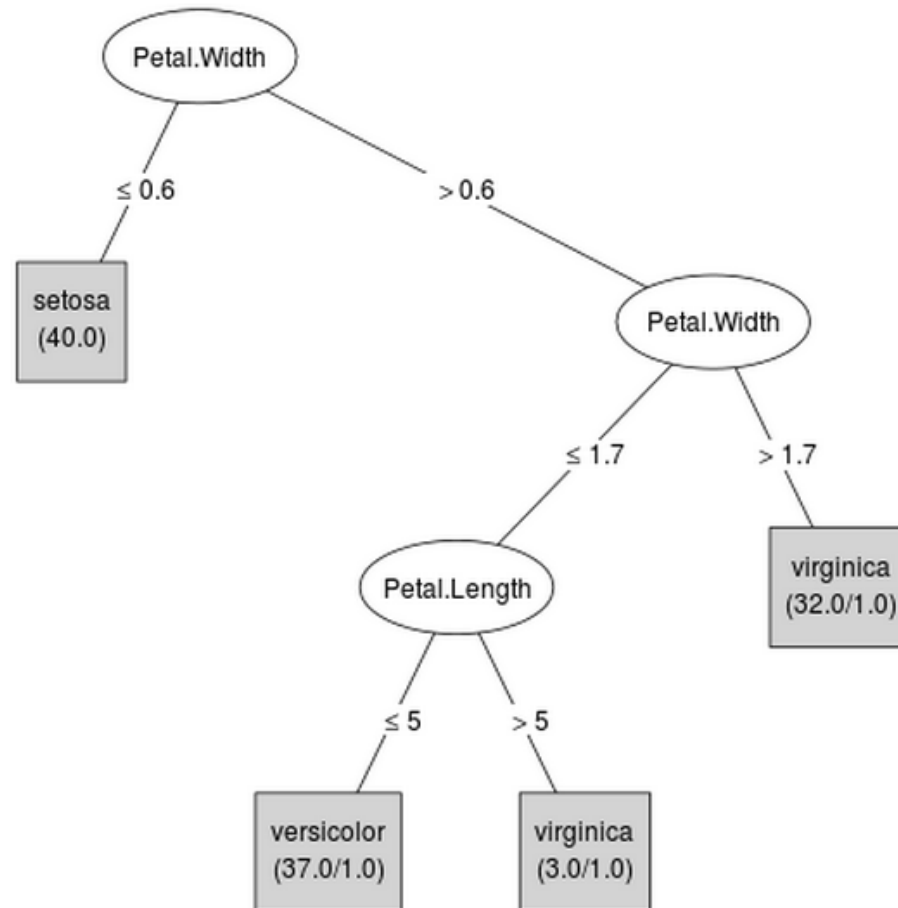 Petal.Width
≤ 0.6
> 0.6
setosa
(40.0)
Petal.Width
≤ 1.7
> 1.7
Petal.Length
virginica
(32.0/1.0)
≤ 5
> 5
versicolor
(37.0/1.0)
virginica
(3.0/1.0)